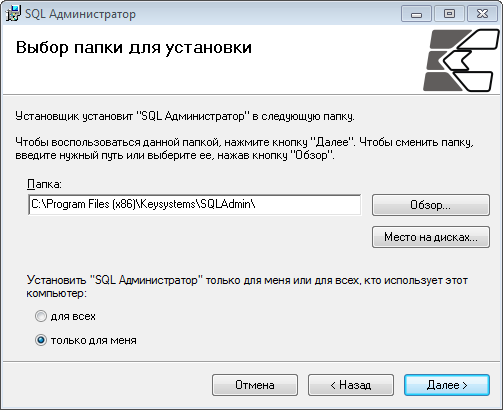 SQL Администратор
Выбор папки для установки
Установщик установит "SQL Администратор" в следующую папку.
Чтобы воспользоваться данной папкой, нажмите кнопку "Далее". Чтобы сменить папку,
введите нужный путь или выберите ее, нажав кнопку "Обзор".
Папка:
C:\Program Files (x86)\Keysystems\SQLAdmin\
Обзор...
Место на дисках...
Установить "SQL Администратор" только для меня или для всех, кто использует этот
компьютер:
для всех
только для меня
Отмена
< Назад
Далее >